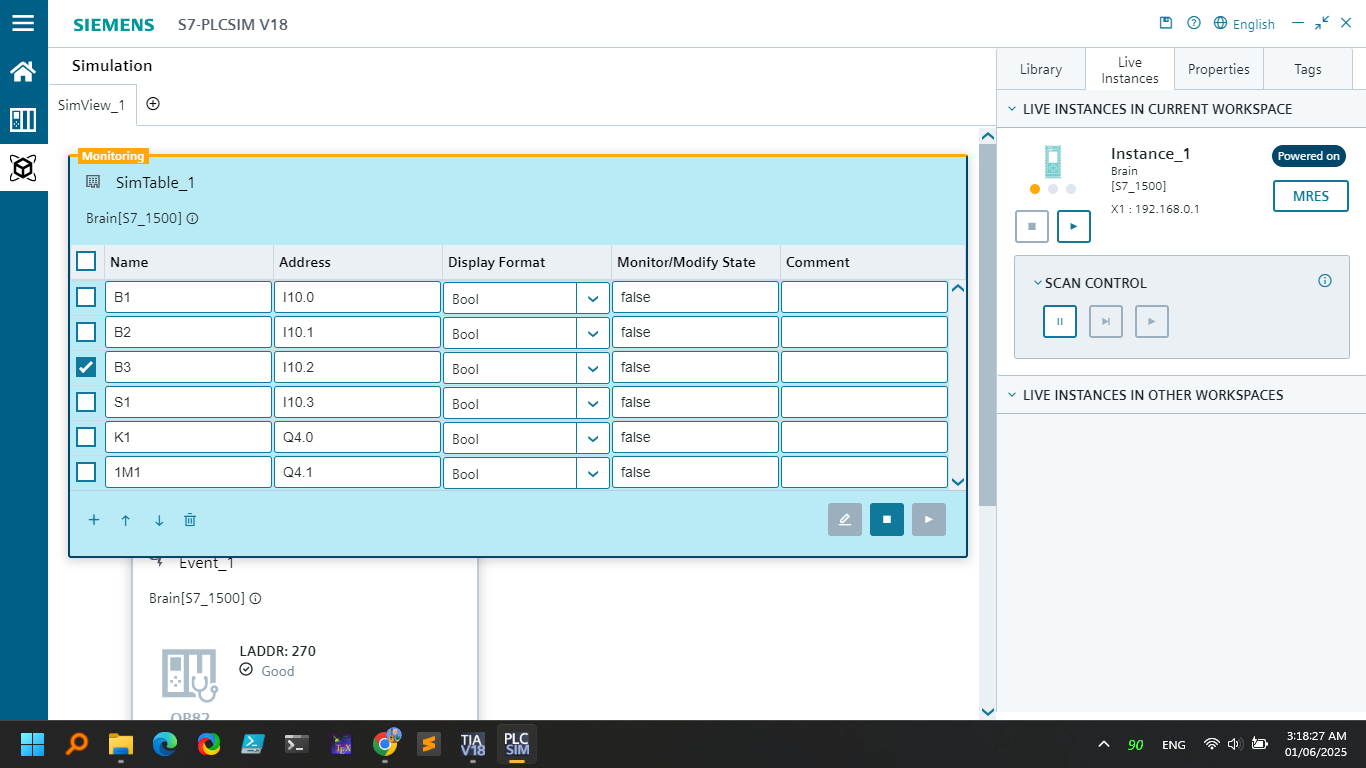 SIEMENS S7-PLCSIM V18 English
Simulation
SimView_1
Library Live Instances Properties Tags
LIVE INSTANCES IN CURRENT WORKSPACE
Instance_1 Powered on
Brain
[S7_1500]
X1 : 192.168.0.1
MRES
SCAN CONTROL
LIVE INSTANCES IN OTHER WORKSPACES
Monitoring
SimTable_1
Brain[S7_1500]
Name Address Display Format Monitor/Modify State Comment
B1 I10.0 Bool false
B2 I10.1 Bool false
B3 I10.2 Bool false
S1 I10.3 Bool false
K1 Q4.0 Bool false
1M1 Q4.1 Bool false
Event_1
Brain[S7_1500]
LADDR: 270
Good
OB82
TIA V18 PLC SIM 90 ENG 3:18:27 AM
01/06/2025